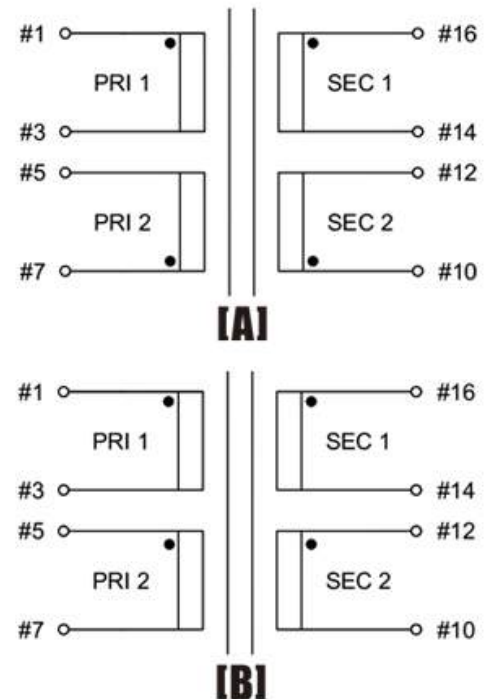 #1 #16
PRI 1 SEC 1
#3 #14
#5 #12
PRI 2 SEC 2
#7 #10
[A]
#1 #16
PRI 1 SEC 1
#3 #14
#5 #12
PRI 2 SEC 2
#7 #10
[B]